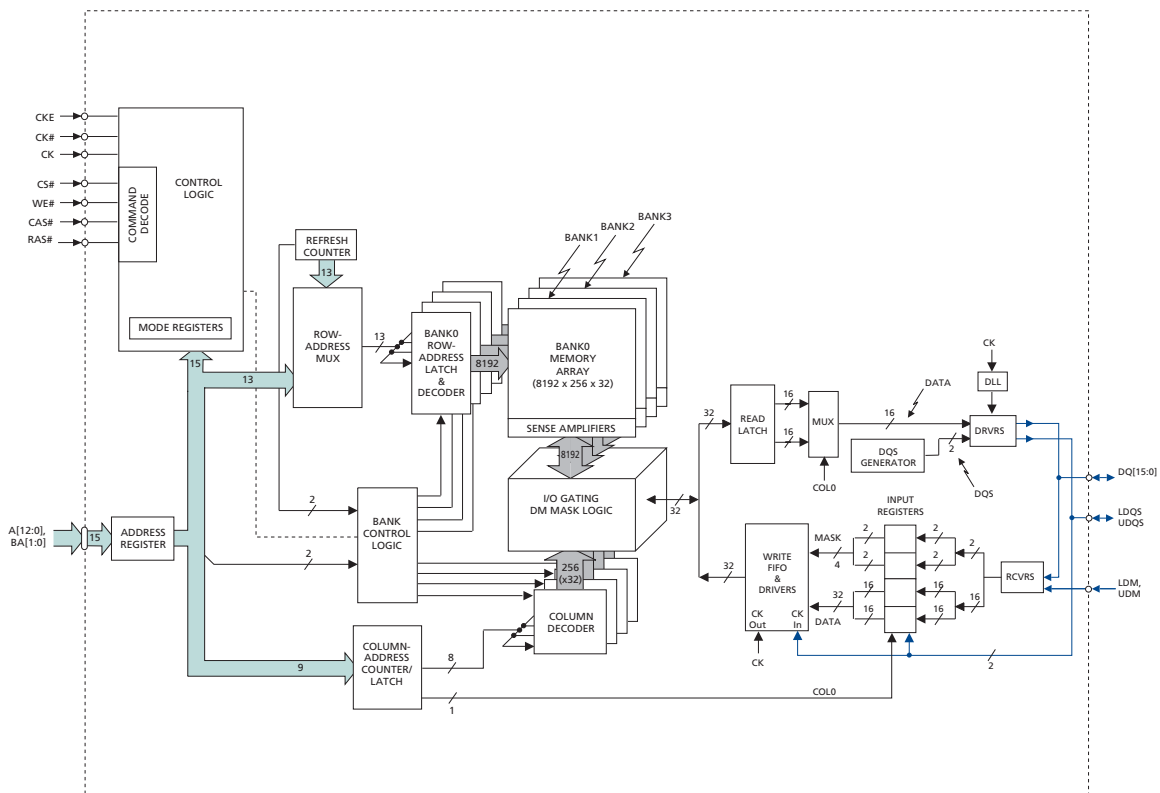 CKE
CK#
CK
CS#
WE#
CAS#
RAS#
COMMAND
DECODE
CONTROL
LOGIC
MODE REGISTERS
REFRESH
COUNTER
13
ROW-
ADDRESS
MUX
15
13
13
BANK0
ROW-
ADDRESS
LATCH
&
DECODER
8192
BANK1
BANK2
BANK3
BANK0
MEMORY
ARRAY
(8192 x 256 x 32)
SENSE AMPLIFIERS
8192
I/O GATING
DM MASK LOGIC
32
256
(x32)
COLUMN
DECODER
2
2
BANK
CONTROL
LOGIC
A[12:0],
BA[1:0]
15
ADDRESS
REGISTER
9
COLUMN-
ADDRESS
COUNTER/
LATCH
8
1
COL0
32
READ
LATCH
16
16
MUX
COL0
16
DATA
DQS
GENERATOR
2
DQS
CK
DLL
DRVRS
DQ[15:0]
LDQS
UDQS
LDM,
UDM
INPUT
REGISTERS
32
WRITE
FIFO
&
DRIVERS
CK
Out
CK
In
CK
MASK
4
32
DATA
2
2
16
16
2
2
16
16
2
16
RCVRS
2